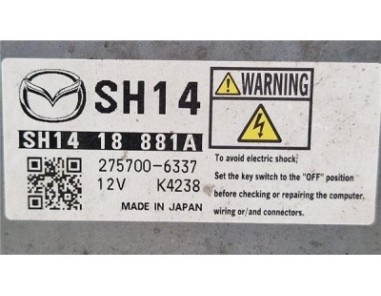 SH14
WARNING
SH14 18 881A
275700-6337
12V K4238
MADE IN JAPAN
To avoid electric shock;
Set the key switch to the "OFF" position
before checking or repairing the computer,
wiring or/and connectors.